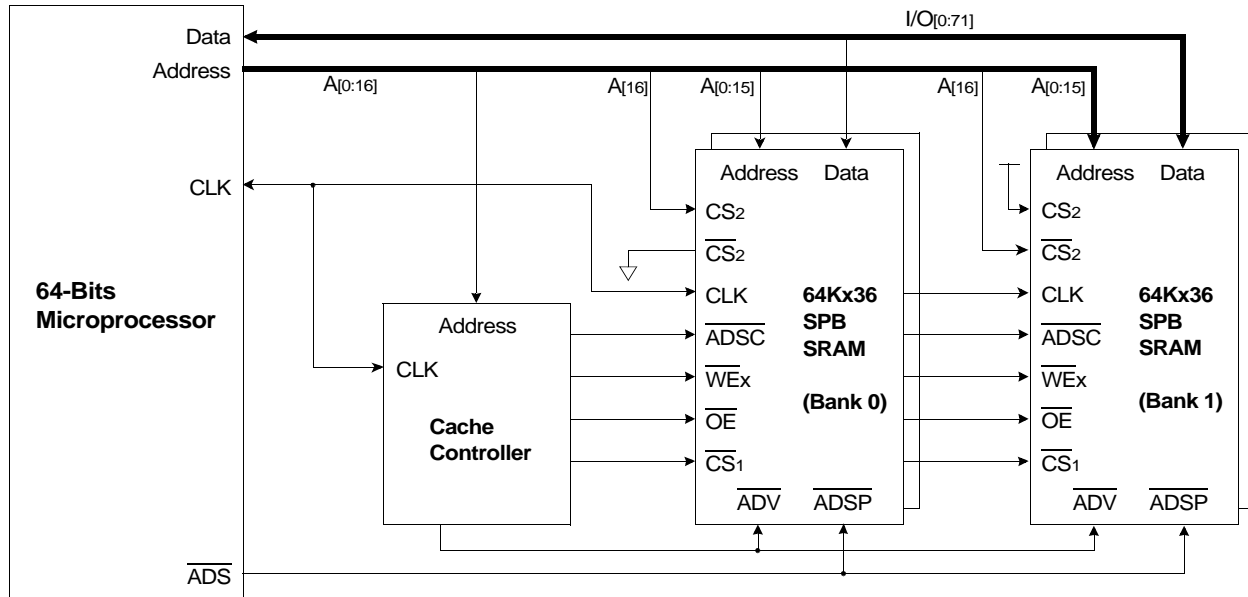 I/O[0:71]
Data
Address
A[0:16]
A[16]
A[0:15]
A[16]
A[0:15]
CLK
64-Bits
Microprocessor
ADS
Address
CLK
Cache
Controller
Address Data
CS2
CS2
CLK
ADSC
WEx
OE
CS1
ADV ADSP
64Kx36
SPB
SRAM
(Bank 0)
Address Data
CS2
CS2
CLK
ADSC
WEx
OE
CS1
ADV ADSP
64Kx36
SPB
SRAM
(Bank 1)